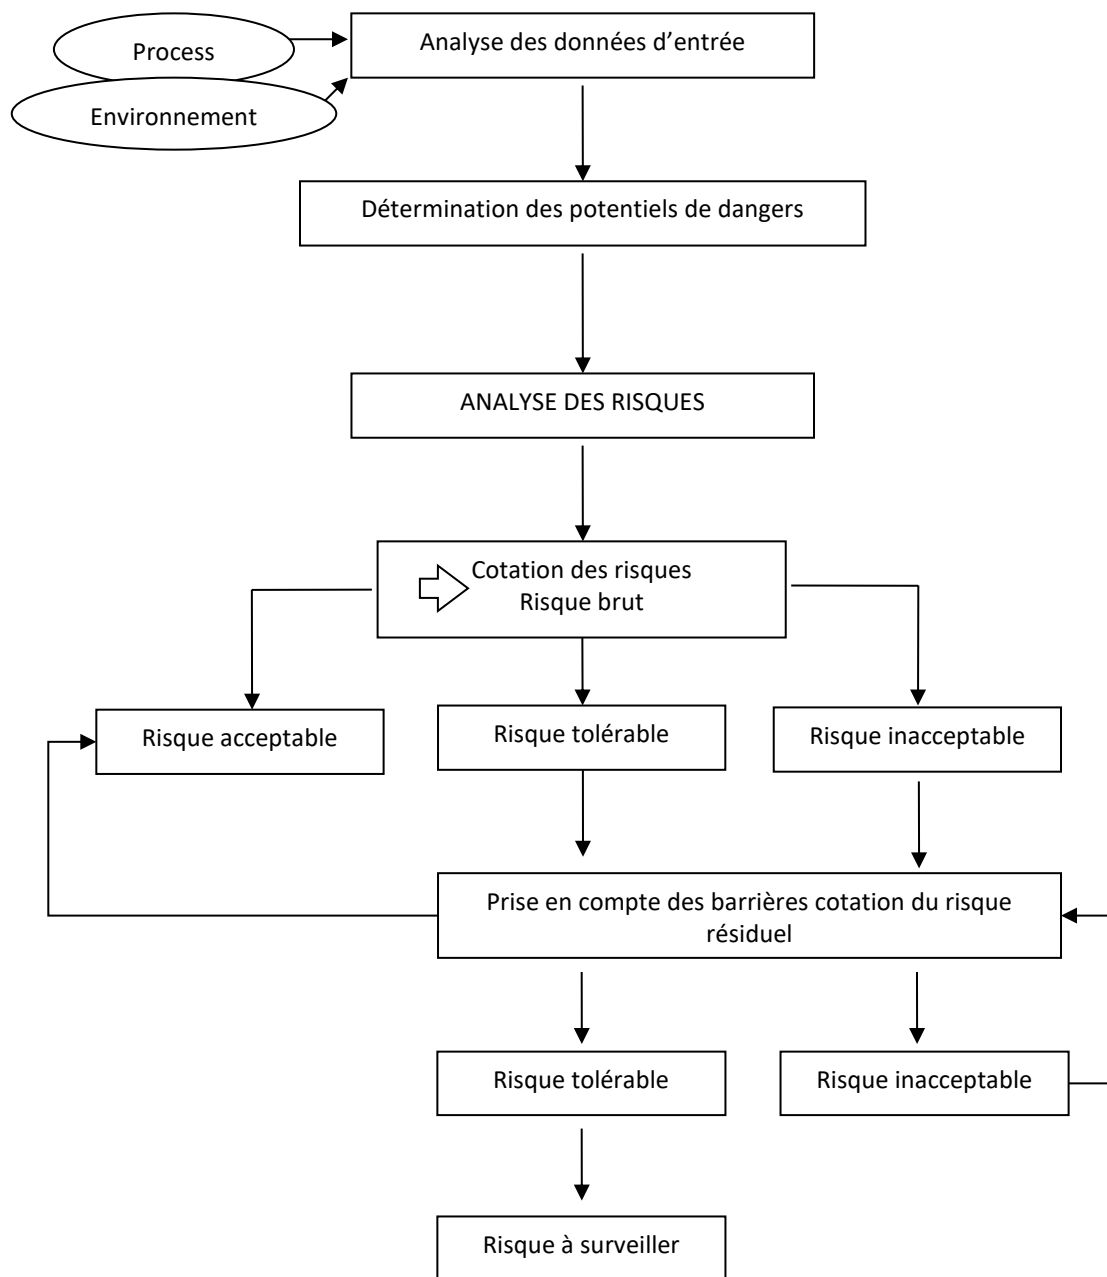 Process
Analyse des données d’entrée
Environnement
Détermination des potentiels de dangers
ANALYSE DES RISQUES
Cotation des risques
Risque brut
Risque acceptable
Risque tolérable
Risque inacceptable
Prise en compte des barrières cotation du risque
résiduel
Risque tolérable
Risque inacceptable
Risque à surveiller